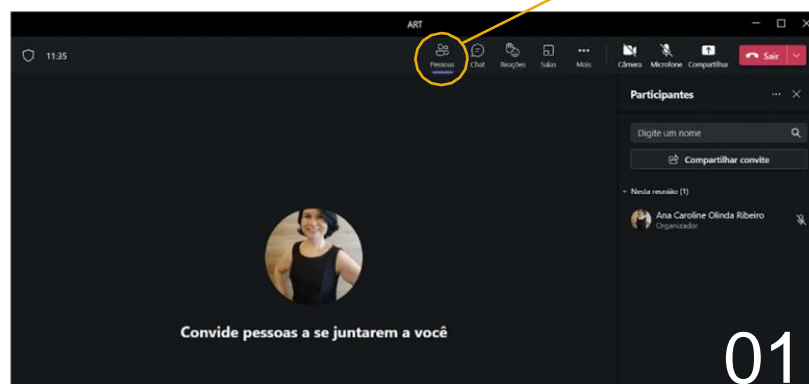 ART
11:35
Pessoas Chat Reações Salas Mais Câmera Microfone Compartilhar Sair
Participantes
Digite um nome
Compartilhar convite
Nesta reunião (1)
Ana Caroline Olinda Ribeiro
Organizador
Convide pessoas a se juntarem a você
01